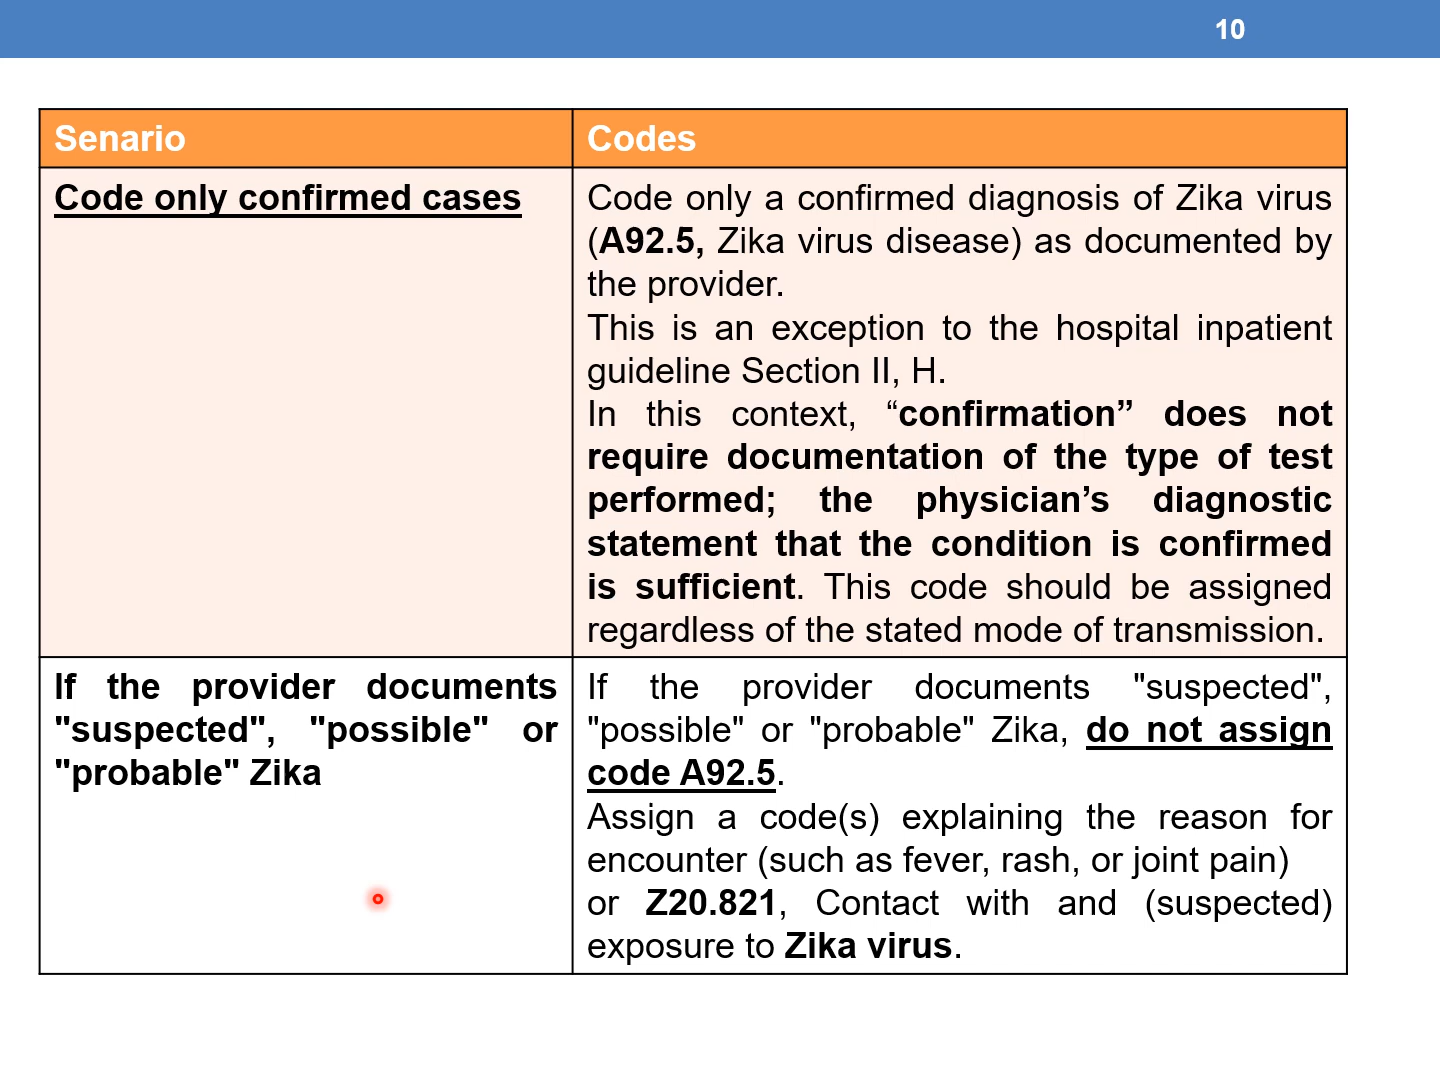 10
Senario
Codes
Code only confirmed cases
Code only a confirmed diagnosis of Zika virus
(A92.5, Zika virus disease) as documented by
the provider.
This is an exception to the hospital inpatient
guideline Section II, H.
In this context, “confirmation” does not
require documentation of the type of test
performed; the physician’s diagnostic
statement that the condition is confirmed
is sufficient. This code should be assigned
regardless of the stated mode of transmission.
If the provider documents
"suspected", "possible" or
"probable" Zika
If the provider documents "suspected",
"possible" or "probable" Zika, do not assign
code A92.5.
Assign a code(s) explaining the reason for
encounter (such as fever, rash, or joint pain)
or Z20.821, Contact with and (suspected)
exposure to Zika virus.